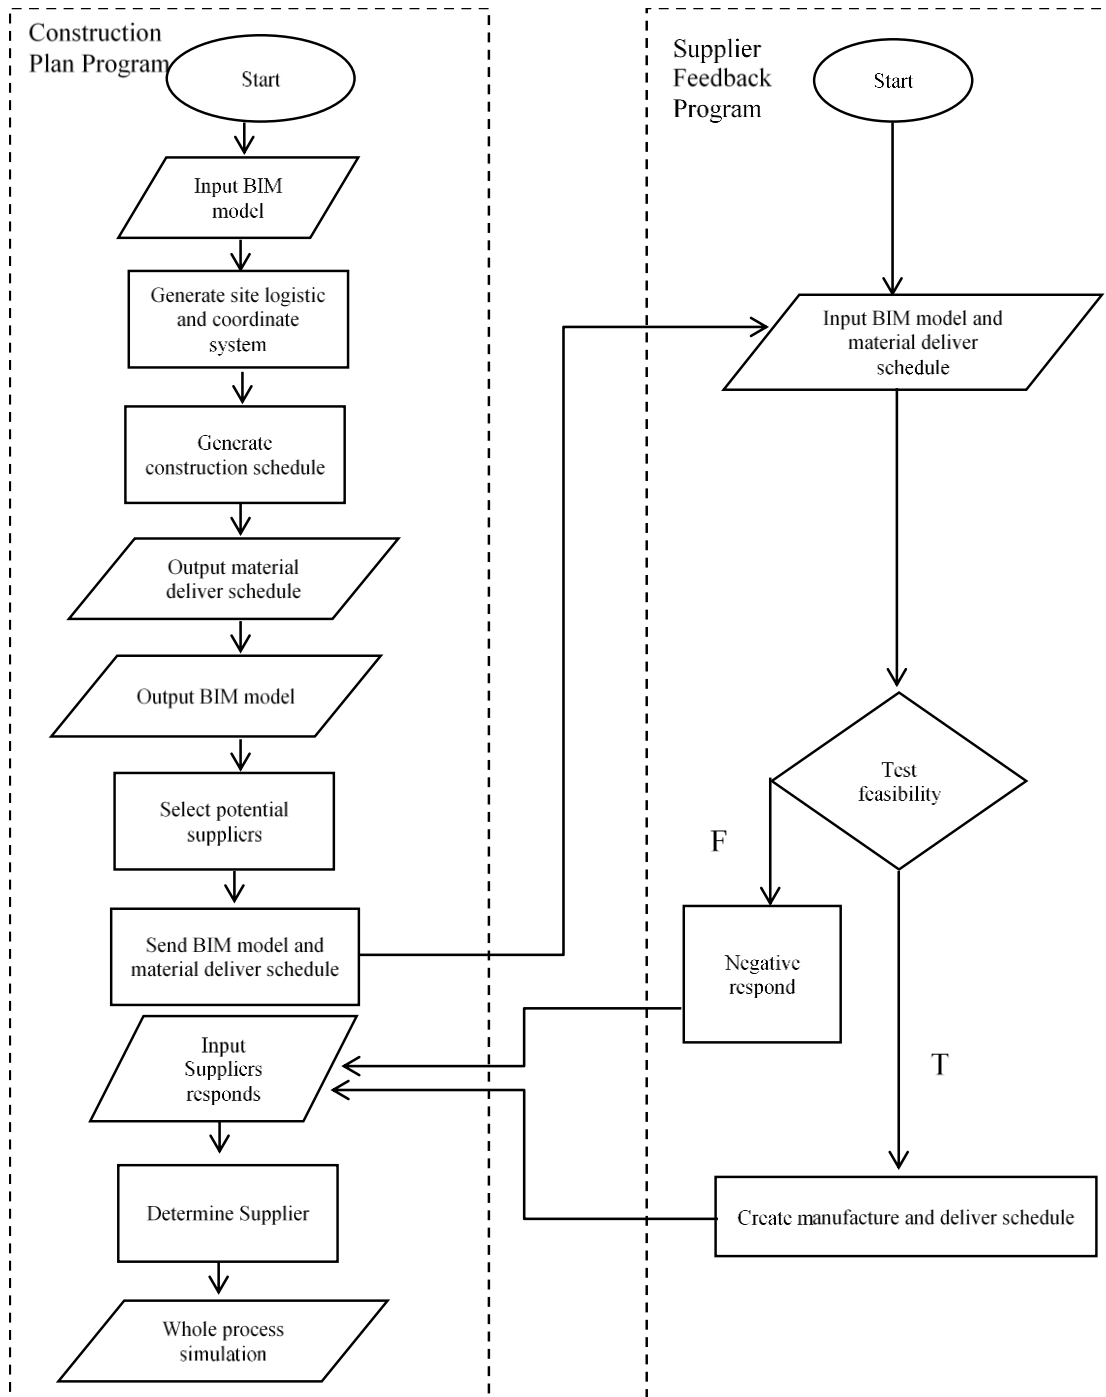 Construction
Plan Program
Start
Input BIM
model
Generate site logistic
and coordinate
system
Generate
construction schedule
Output material
deliver schedule
Output BIM model
Select potential
suppliers
Send BIM model and
material deliver schedule
Input
Suppliers
responds
Determine Supplier
Whole process
simulation
Supplier
Feedback
Program
Start
Input BIM model and
material deliver
schedule
Test
feasibility
F
Negative
respond
T
Create manufacture and deliver schedule